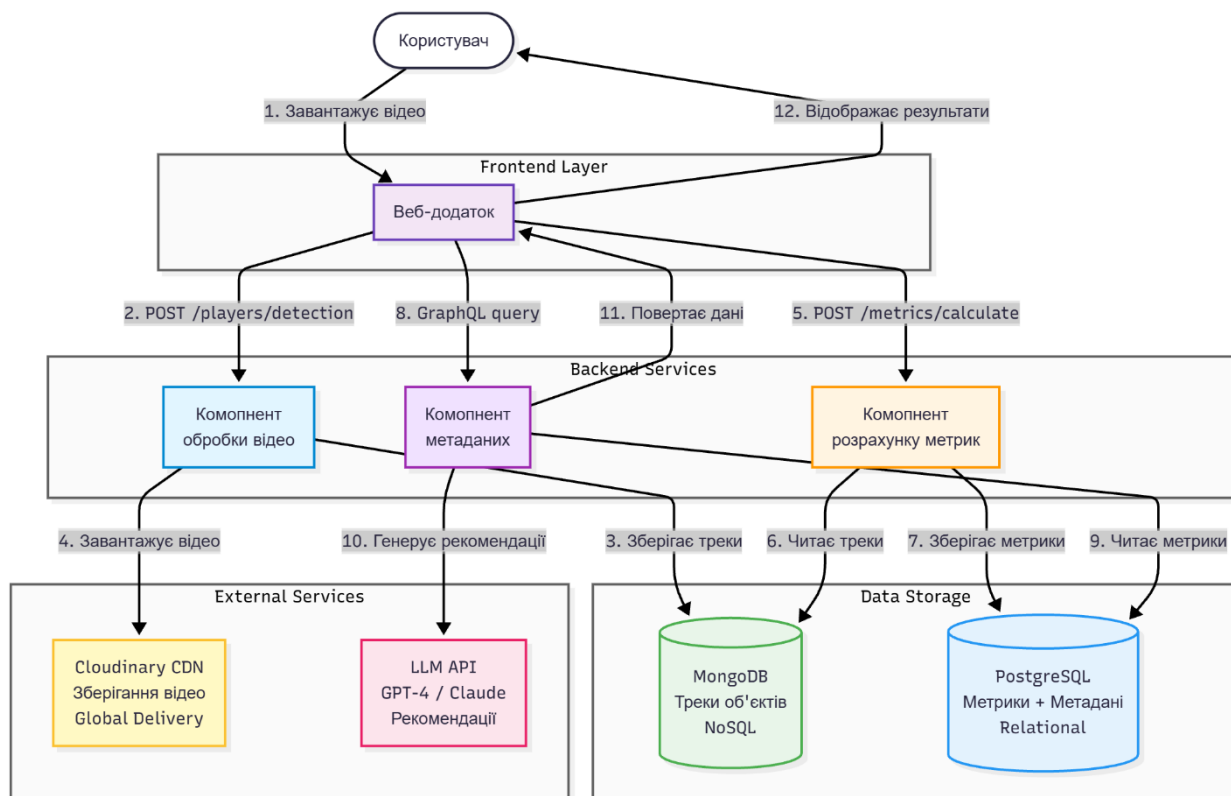 Користувач
1. Завантажує відео
12. Відображає результати
Frontend Layer
Веб-додаток
2. POST /players/detection
8. GraphQL query
11. Повертає дані
5. POST /metrics/calculate
Backend Services
Комопнент
обробки відео
Комопнент
метаданих
Комопнент
розрахунку метрик
4. Завантажує відео
10. Генерує рекомендації
3. Зберігає треки
6. Читає треки
7. Зберігає метрики
9. Читає метрики
External Services
Data Storage
Cloudinary CDN
Зберігання відео
Global Delivery
LLM API
GPT-4 / Claude
Рекомендації
MongoDB
Треки об'єктів
NoSQL
PostgreSQL
Метрики + Метадані
Relational